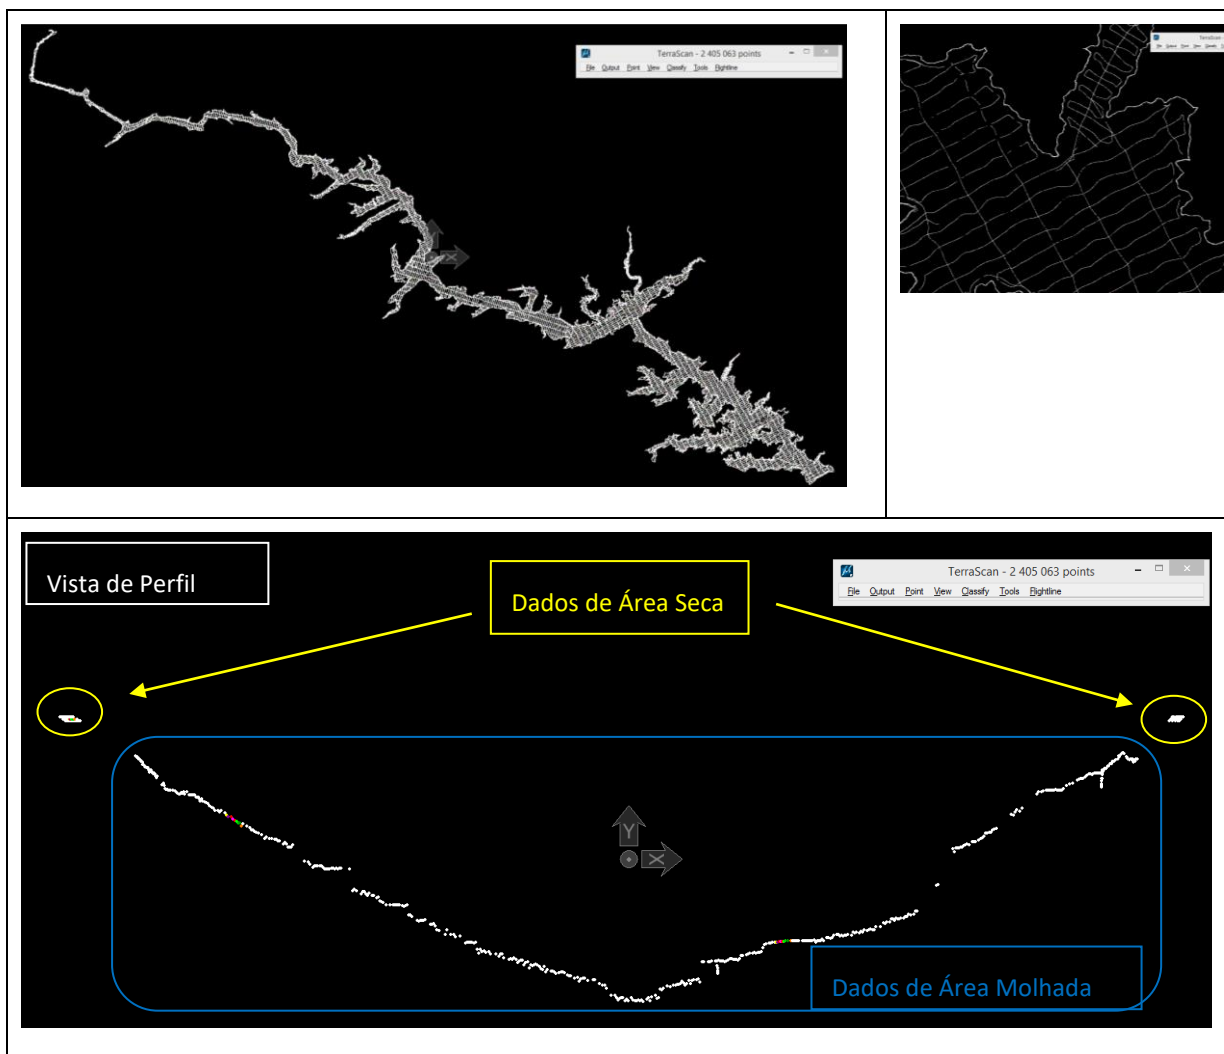 TerraScan - 2 405 063 points
File Output Point View Classify Tools Flightline
X
Vista de Perfil
Dados de Área Seca
TerraScan - 2 405 063 points
File Output Point View Classify Tools Flightline
Y
X
Dados de Área Molhada